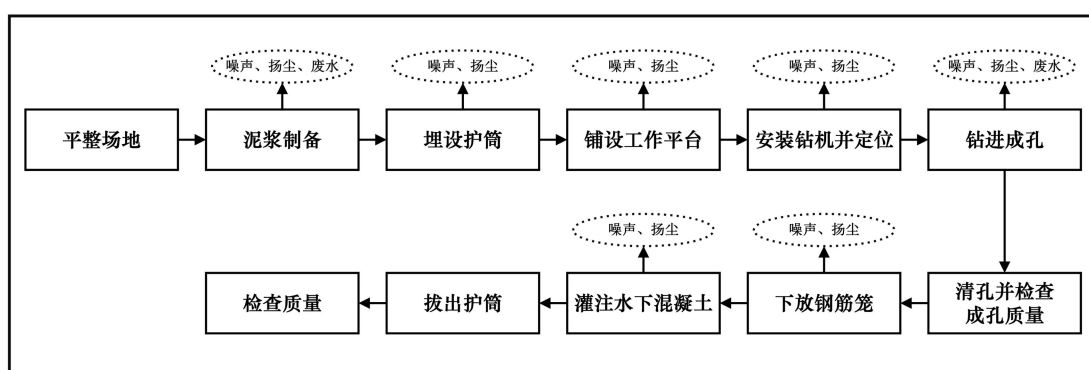 噪声、扬尘、废水
噪声、扬尘
噪声、扬尘
噪声、扬尘
噪声、扬尘、废水
平整场地
泥浆制备
埋设护筒
铺设工作平台
安装钻机并定位
钻进成孔
噪声、扬尘
噪声、扬尘
检查质量
拔出护筒
灌注水下混凝土
下放钢筋笼
清孔并检查
成孔质量